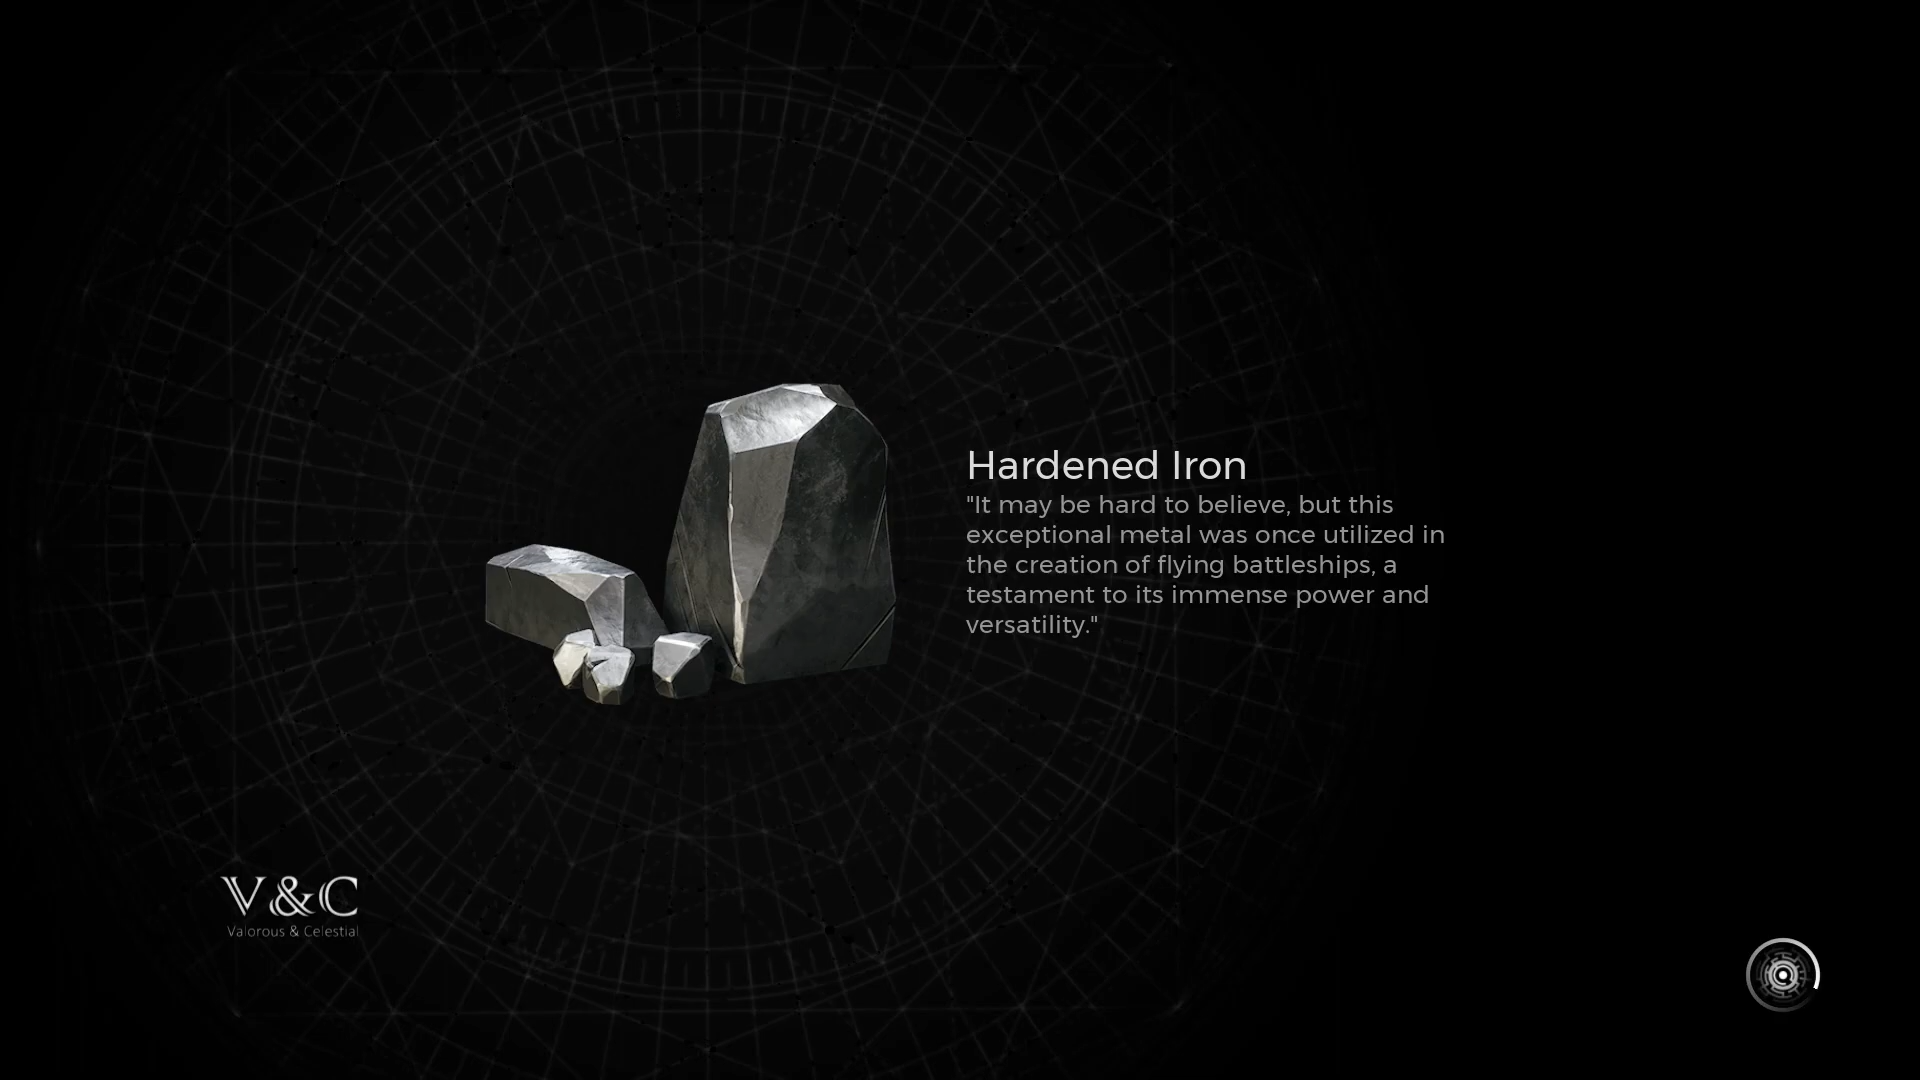 Hardened Iron
"It may be hard to believe, but this
exceptional metal was once utilized in
the creation of flying battleships, a
testament to its immense power and
versatility."
V&C
Valorous & Celestial